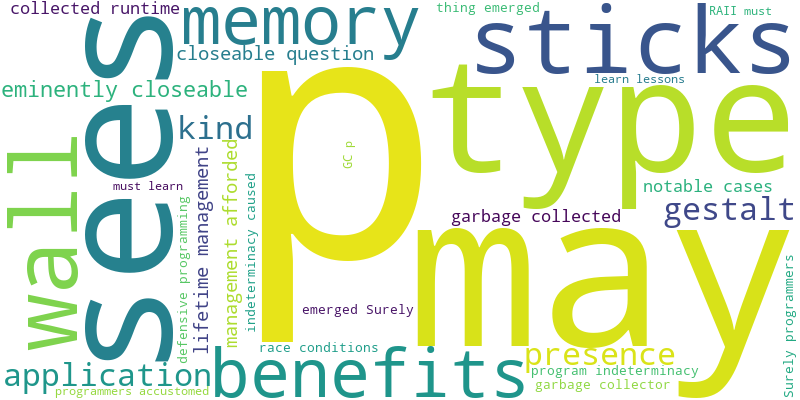 collected runtime
memory
thing emerged
RAII must
sticks
closeable question
learn lessons
eminently closeable
sees
p
type
kind
wall
GC p
must learn
notable cases
gestalt
garbage collected
may
defensive programming
lifetime management
management afforded
indeterminacy caused
emerged Surely
Surely programmers
race conditions
benefits
presence
application
program indeterminacy
garbage collector
programmers accustomed